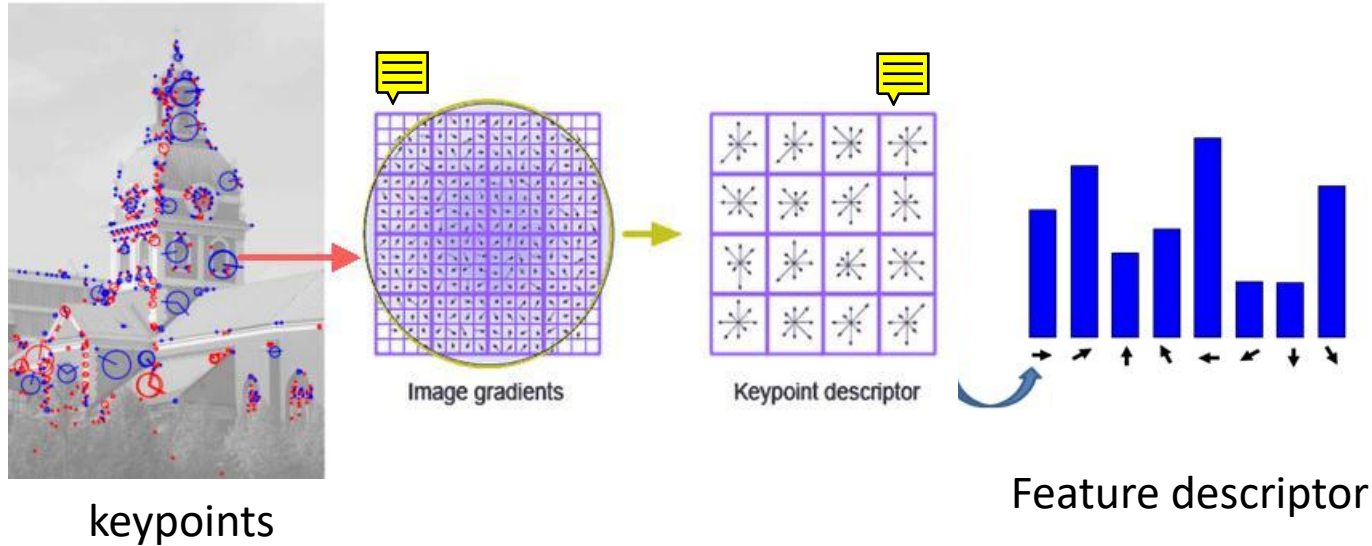 Image gradients
Keypoint descriptor
keypoints
Feature descriptor